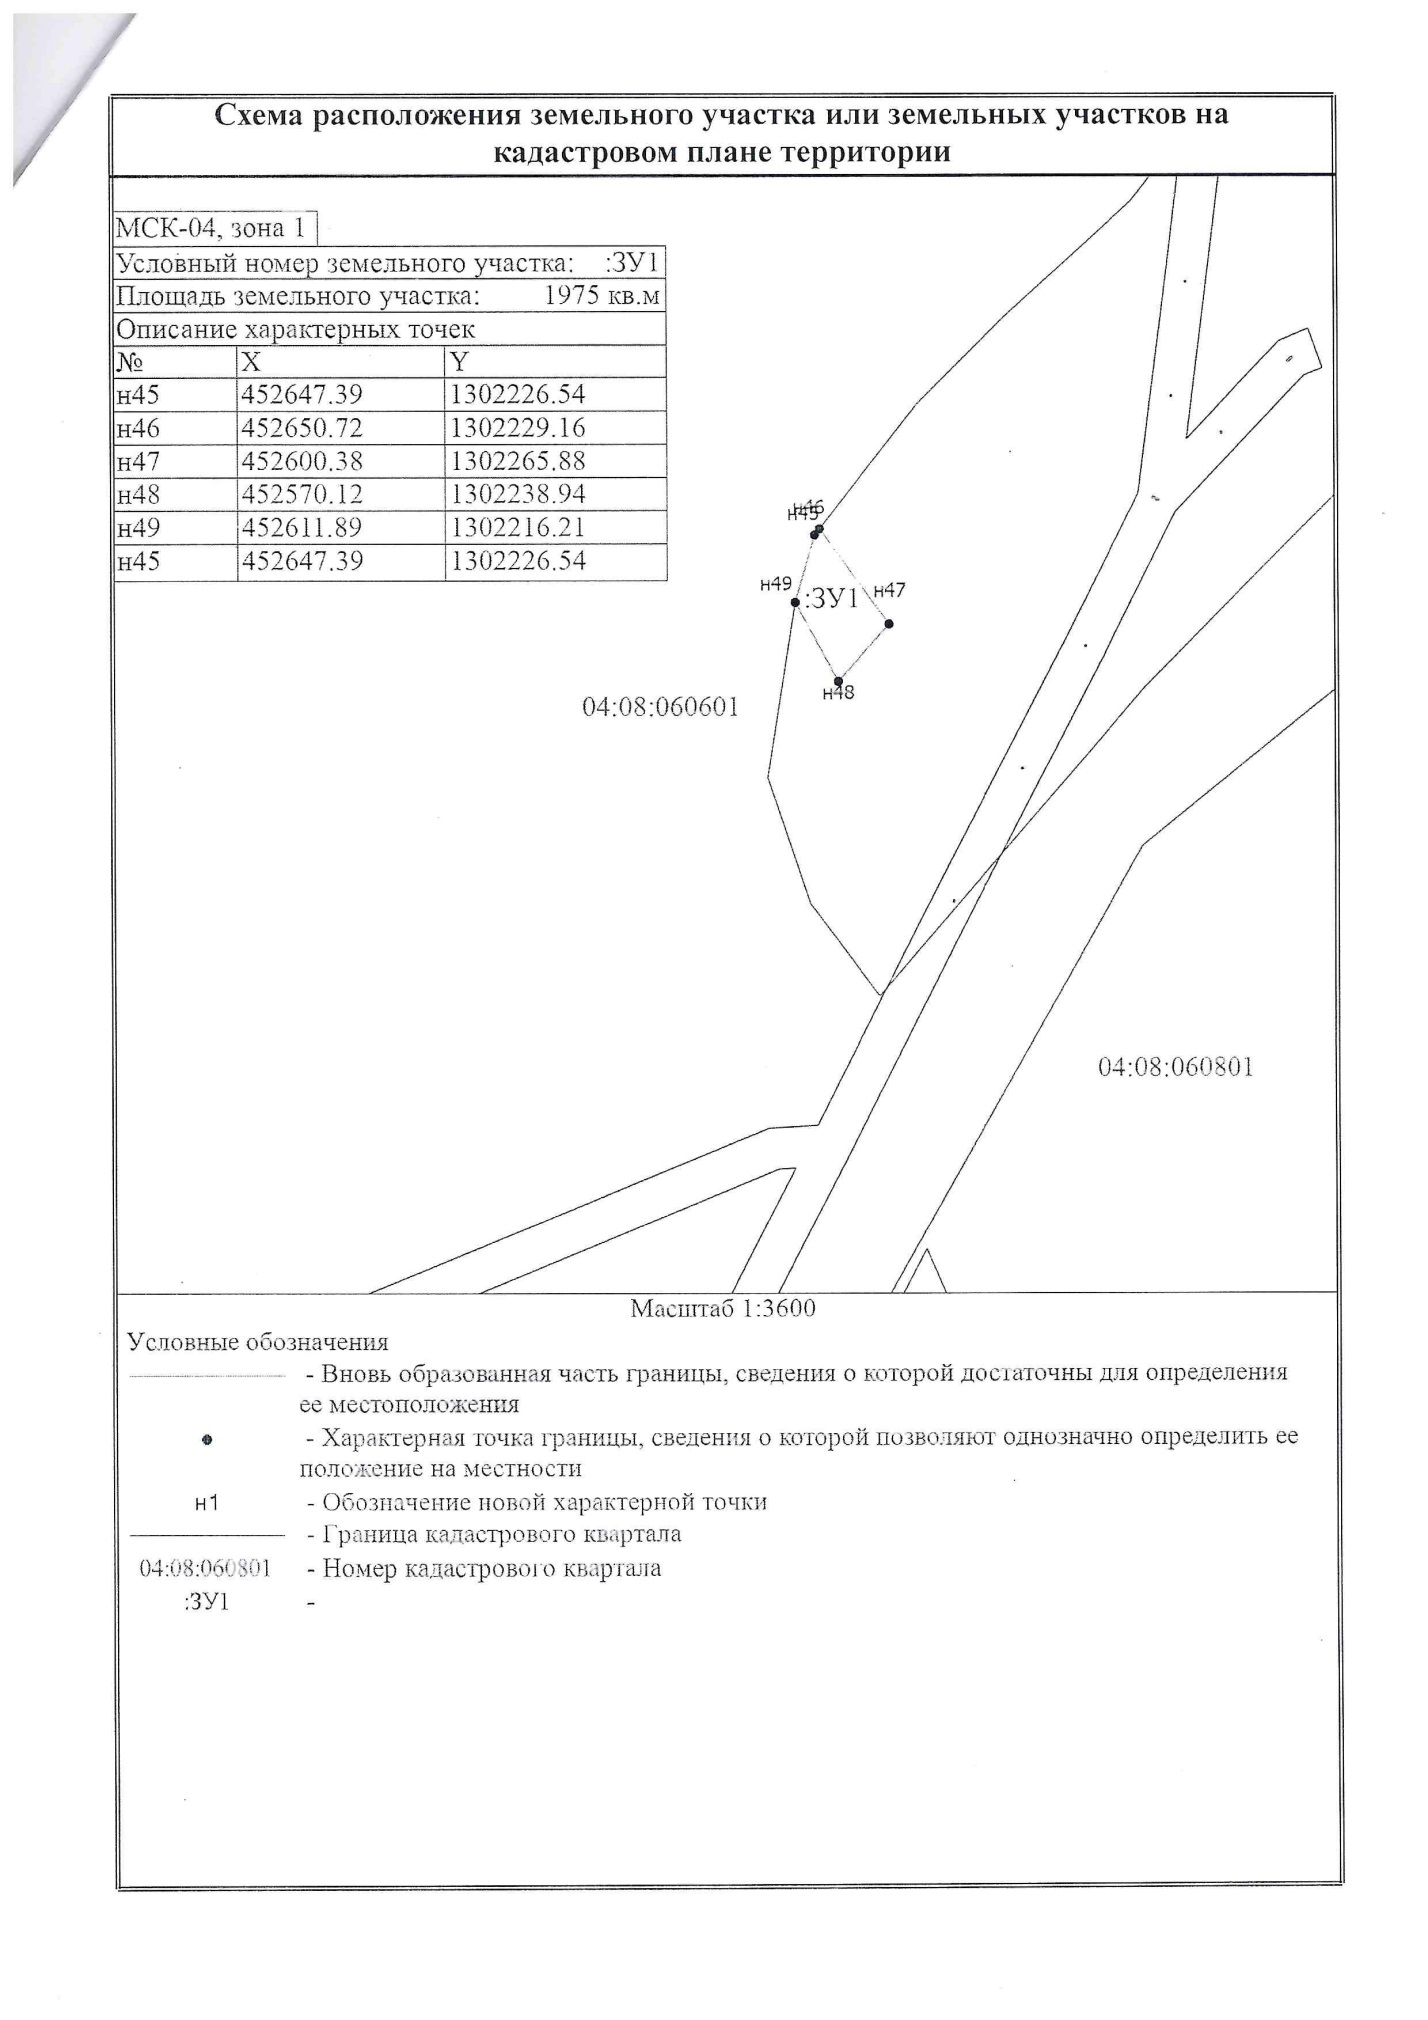 Схема расположения земельного участка или земельных участков на
кадастровом плане территории
МСК-04, зона 1
Условный номер земельного участка: :ЗУ1
Площадь земельного участка: 1975 кв.м
Описание характерных точек
№ X Y
н45 452647.39 1302226.54
н46 452650.72 1302229.16
н47 452600.38 1302265.88
н48 452570.12 1302238.94
н49 452611.89 1302216.21
н45 452647.39 1302226.54
н46
н45
н49
:ЗУ1
н47
н48
04:08:060601
04:08:060801
Масштаб 1:3600
Условные обозначения
- Вновь образованная часть границы, сведения о которой достаточны для определения
ее местоположения
- Характерная точка границы, сведения о которой позволяют однозначно определить ее
положение на местности
н1 - Обозначение новой характерной точки
- Граница кадастрового квартала
04:08:060801 - Номер кадастрового квартала
:ЗУ1 -